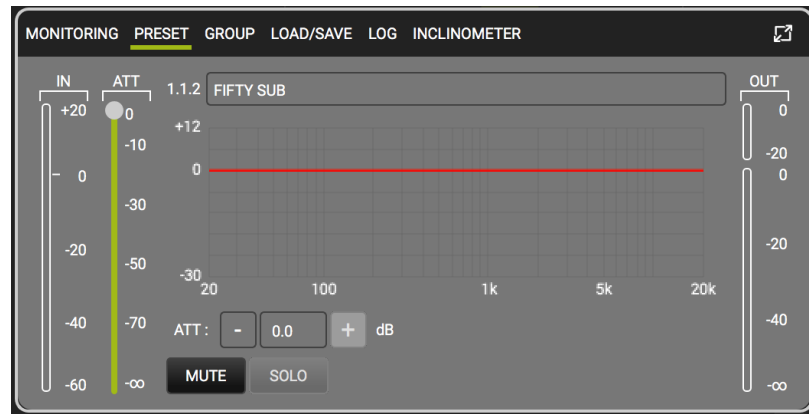 MONITORING PRESET GROUP LOAD/SAVE LOG INCLINOMETER
IN ATT 1.1.2 FIFTY SUB OUT
+20 0 +12 0
-10 -20
0 0 0
-30
-20 -50 -20
-30
20 100 1k 5k 20k
-40 -70 ATT : - 0.0 + dB -40
-60 -∞ MUTE SOLO -∞